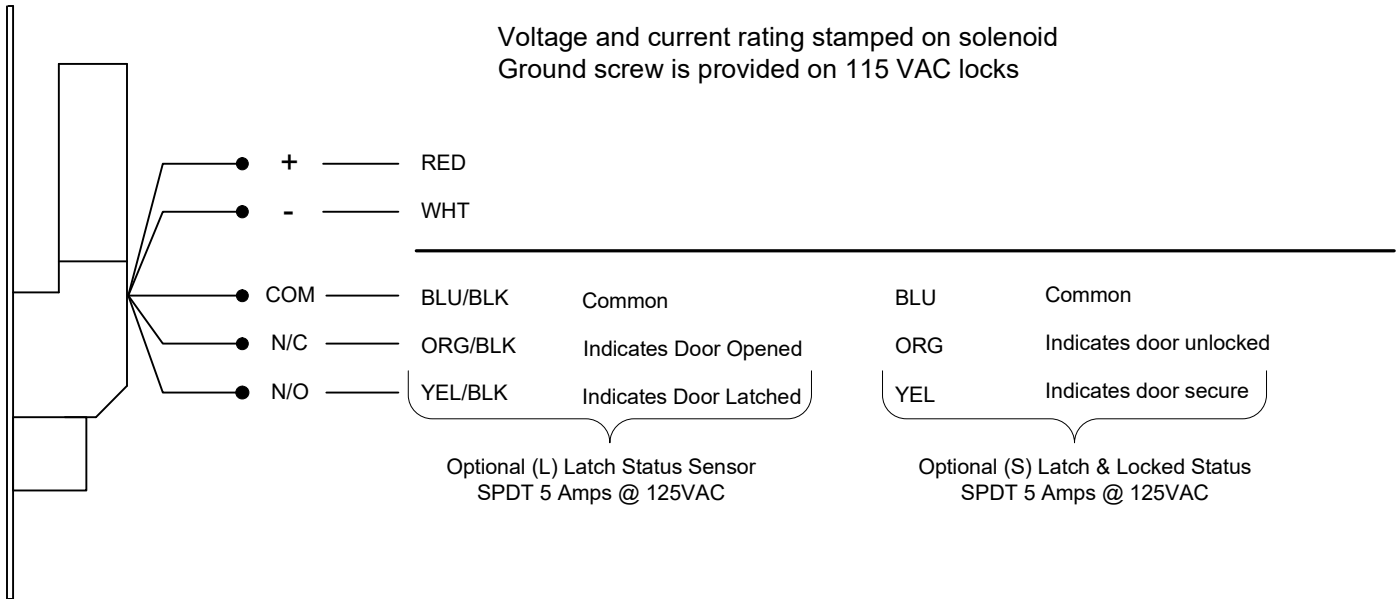 Voltage and current rating stamped on solenoid
Ground screw is provided on 115 VAC locks
+ RED
- WHT
COM BLU/BLK Common BLU Common
N/C ORG/BLK Indicates Door Opened ORG Indicates door unlocked
N/O YEL/BLK Indicates Door Latched YEL Indicates door secure
Optional (L) Latch Status Sensor Optional (S) Latch & Locked Status
SPDT 5 Amps @ 125VAC SPDT 5 Amps @ 125VAC